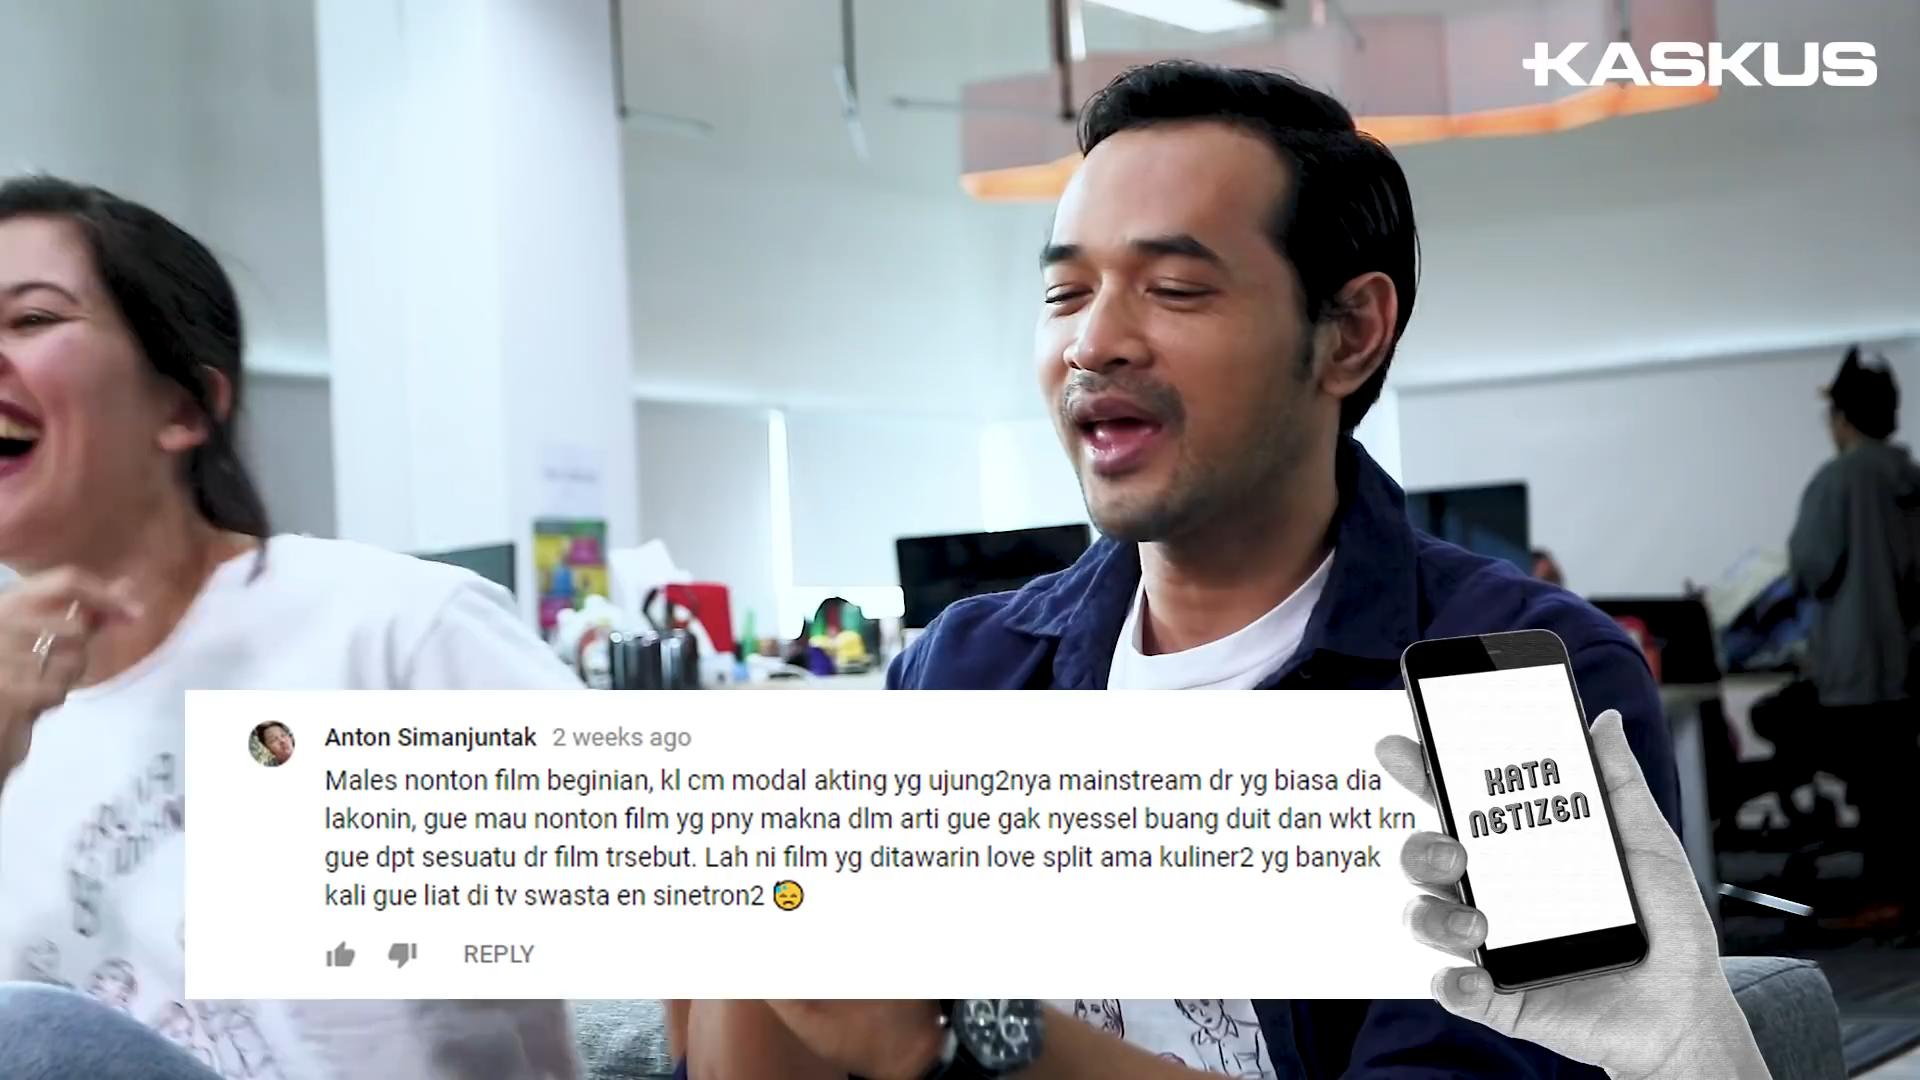 KASKUS
Anton Simanjuntak 2 weeks ago
Males nonton film beginian, kl cm modal akting yg ujung2nya mainstream dr yg biasa dia
lakonin, gue mau nonton film yg pny makna dlm arti gue gak nyessel buang duit dan wkt krn
gue dpt sesuatu dr film trsebut. Lah ni film yg ditawarin love split ama kuliner2 yg banyak
kali gue liat di tv swasta en sinetron2 😓
REPLY
KATA
NETIZEN